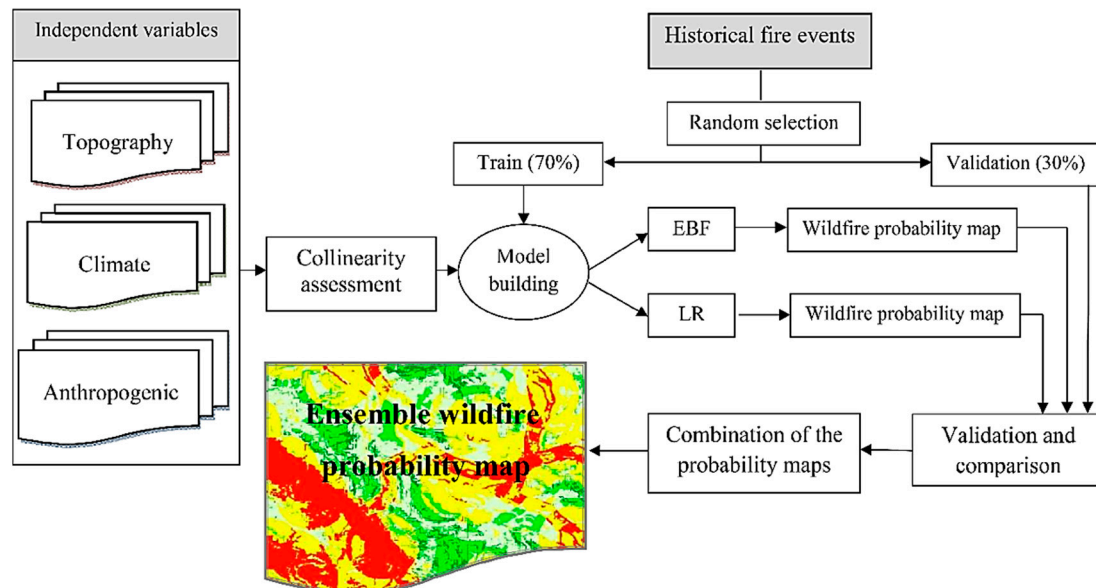 Independent variables
Topography
Climate
Anthropogenic
Historical fire events
Random selection
Train (70%)
Validation (30%)
Collinearity
assessment
Model
building
EBF
Wildfire probability map
LR
Wildfire probability map
Validation and
comparison
Combination of the
probability maps
Ensemble wildfire
probability map